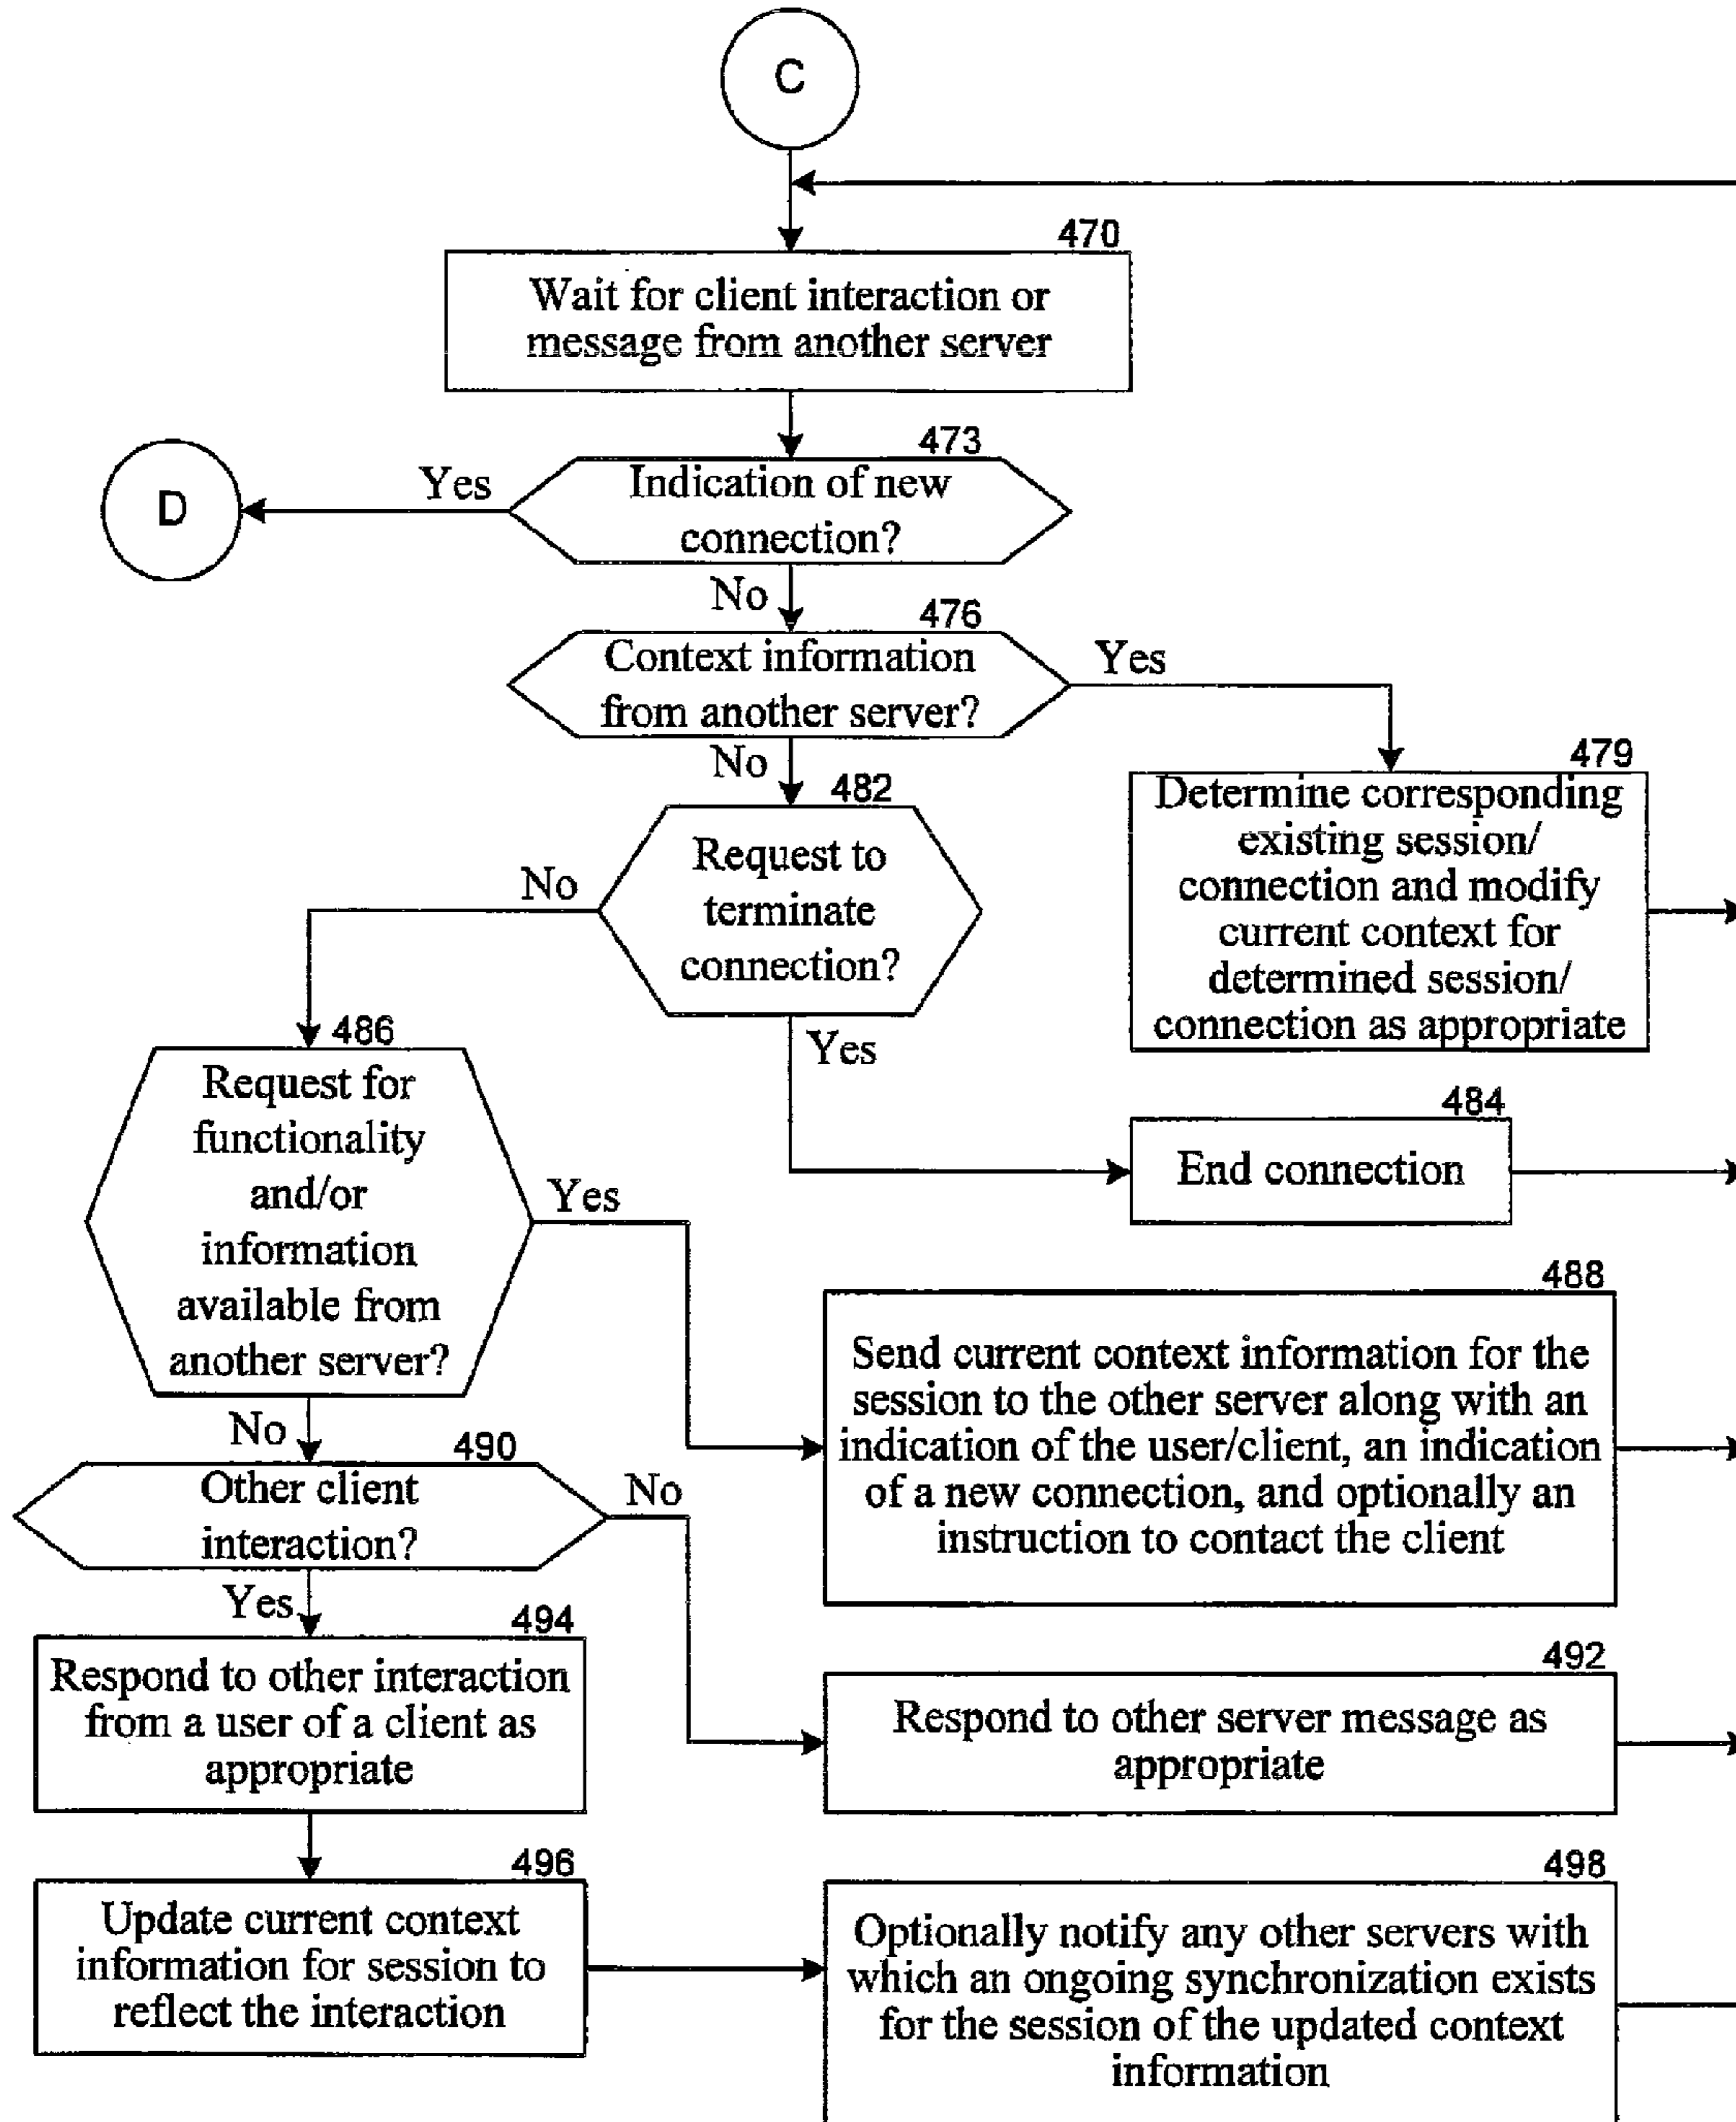 C
470
Wait for client interaction or
message from another server
473
Indication of new
connection?
Yes
D
No
476
Context information
from another server?
Yes
No
479
Determine corresponding
existing session/
connection and modify
current context for
determined session/
connection as appropriate
482
Request to
terminate
connection?
No
Yes
484
End connection
486
Request for
functionality
and/or
information
available from
another server?
Yes
No
488
Send current context information for the
session to the other server along with an
indication of the user/client, an indication
of a new connection, and optionally an
instruction to contact the client
490
Other client
interaction?
No
Yes
492
Respond to other server message as
appropriate
494
Respond to other interaction
from a user of a client as
appropriate
496
Update current context
information for session to
reflect the interaction
498
Optionally notify any other servers with
which an ongoing synchronization exists
for the session of the updated context
information